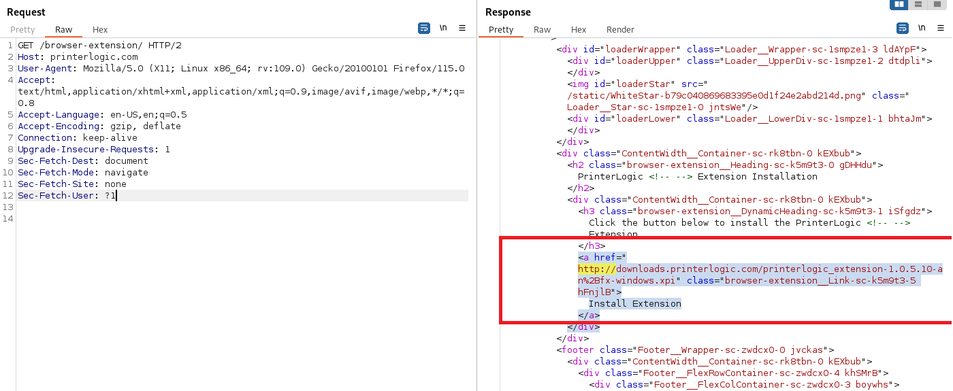 Request
Pretty Raw Hex
\n
1 GET /browser-extension/ HTTP/2
2 Host: printerlogic.com
3 User-Agent: Mozilla/5.0 (X11; Linux x86_64; rv:109.0) Gecko/20100101 Firefox/115.0
4 Accept:
text/html,application/xhtml+xml,application/xml;q=0.9,image/avif,image/webp,*/*;q=
0.8
5 Accept-Language: en-US,en;q=0.5
6 Accept-Encoding: gzip, deflate
7 Connection: keep-alive
8 Upgrade-Insecure-Requests: 1
9 Sec-Fetch-Dest: document
10 Sec-Fetch-Mode: navigate
11 Sec-Fetch-Site: none
12 Sec-Fetch-User: ?1
13
14
Response
Pretty Raw Hex Render
\n
<div id="loaderWrapper" class="Loader__Wrapper-sc-1smpze1-3 ldAYpF">
<div id="loaderUpper" class="Loader__UpperDiv-sc-1smpze1-2 dtdpli">
</div>
<img id="loaderStar" src="
/static/WhiteStar-b79c040869683395e0d1f24e2abd214d.png" class="
Loader__Star-sc-1smpze1-0 jntsWe"/>
<div id="loaderLower" class="Loader__LowerDiv-sc-1smpze1-1 bhtaJm">
</div>
</div>
<div class="ContentWidth__Container-sc-rk8tbn-0 kEXbub">
<h2 class="browser-extension__Heading-sc-k5m9t3-0 gDHHdu">
PrinterLogic <!-- --> Extension Installation
</h2>
<div class="ContentWidth__Container-sc-rk8tbn-0 kEXbub">
<h3 class="browser-extension__DynamicHeading-sc-k5m9t3-1 iSfgdz">
Click the button below to install the PrinterLogic <!-- -->
Extension
</h3>
<a href="
http://downloads.printerlogic.com/printerlogic_extension-1.0.5.10-a
n%2Bfx-windows.xpi" class="browser-extension__Link-sc-k5m9t3-5
hFnjlB">
Install Extension
</a>
</div>
</div>
<footer class="Footer__Wrapper-sc-zwdcx0-0 jvckas">
<div class="ContentWidth__Container-sc-rk8tbn-0 kEXbub">
<div class="Footer__FlexRowContainer-sc-zwdcx0-4 khSMrB">
<div class="Footer__FlexColContainer-sc-zwdcx0-3 boywhs">